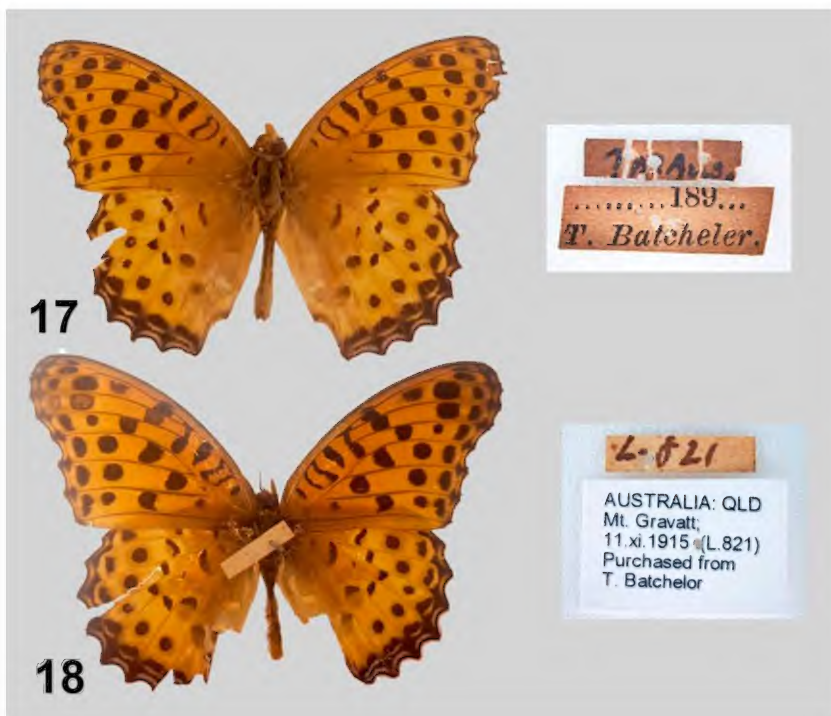 17
189
T. Batcheler.
18
L. 821
AUSTRALIA: QLD
Mt. Gravatt;
11.xi.1915 (L.821)
Purchased from
T. Batchelor